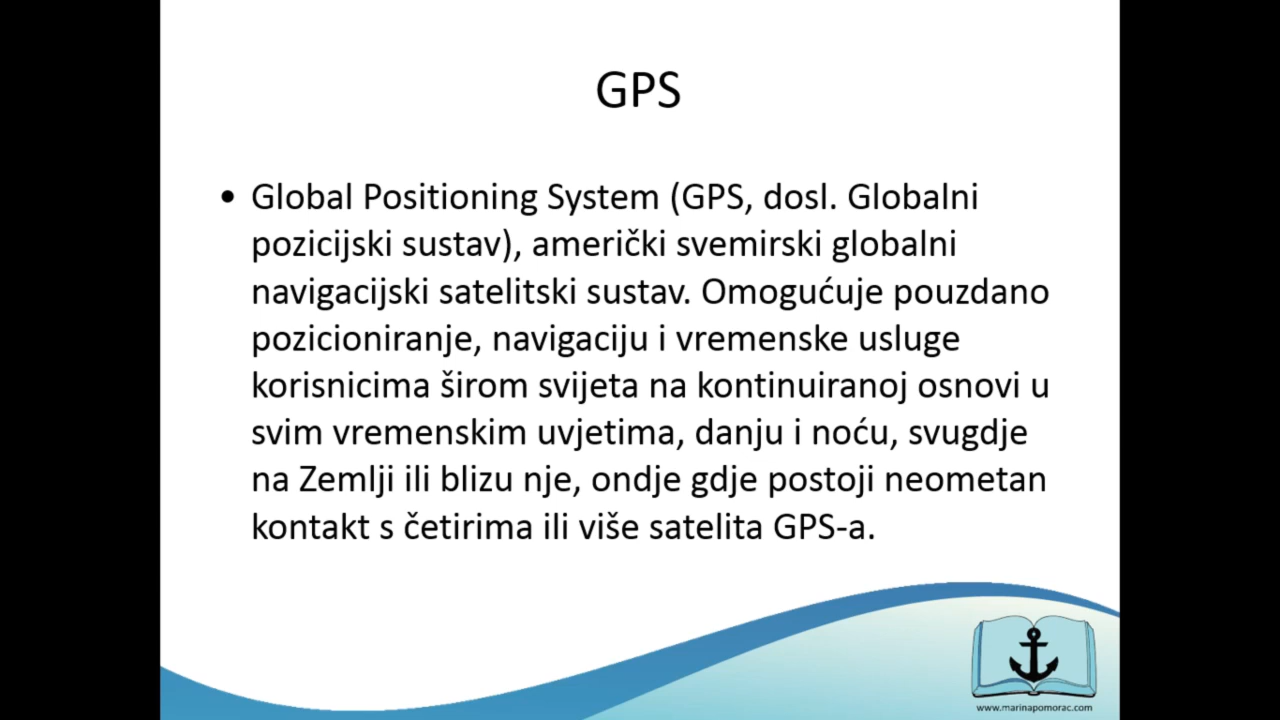 GPS
• Global Positioning System (GPS, dosl. Globalni
pozicijski sustav), američki svemirski globalni
navigacijski satelitski sustav. Omogućuje pouzdano
pozicioniranje, navigaciju i vremenske usluge
korisnicima širom svijeta na kontinuiranoj osnovi u
svim vremenskim uvjetima, danju i noću, svugdje
na Zemlji ili blizu nje, ondje gdje postoji neometan
kontakt s četirima ili više satelita GPS-a.
www.marinapomorac.com